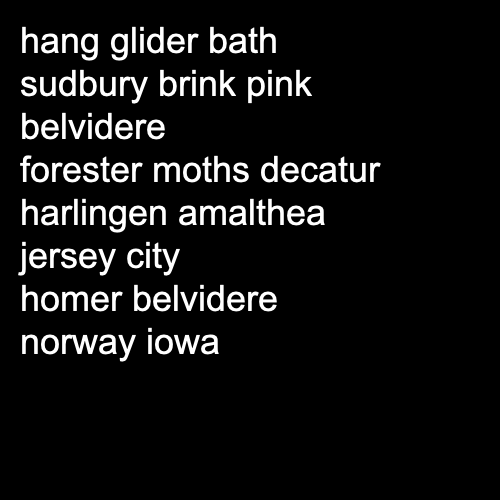 hang glider bath
sudbury brink pink
belvidere
forester moths decatur
harlingen amalthea
jersey city
homer belvidere
norway iowa